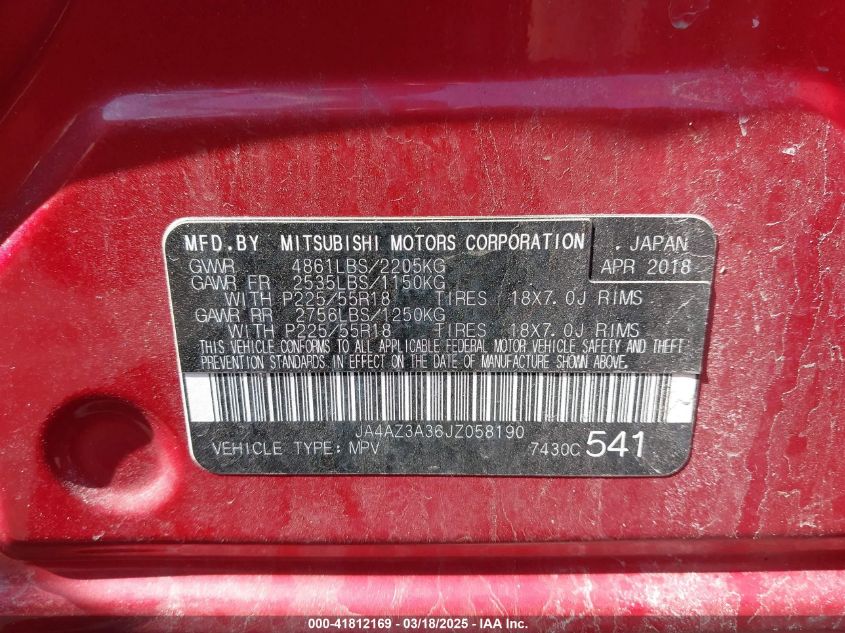 MFD.BY MITSUBISHI MOTORS CORPORATION . JAPAN
GWR 4861LBS/2205KG APR 2018
GAWR FR 2535LBS/1150KG
WITH P225/55R18 TIRES 18X7.0J RIMS
GAWR RR 2756LBS/1250KG
WITH P225/55R18 TIRES 18X7.0J RIMS
THIS VEHICLE CONFORMS TO ALL APPLICABLE FEDERAL MOTOR VEHICLE SAFETY AND THEFT
PREVENTION STANDARDS IN EFFECT ON THE DATE OF MANUFACTURE SHOWN ABOVE.
JA4AZ3A36JZ058190
VEHICLE TYPE: MPV 7430C 541
000-41812169 - 03/18/2025 - © IAA Inc.